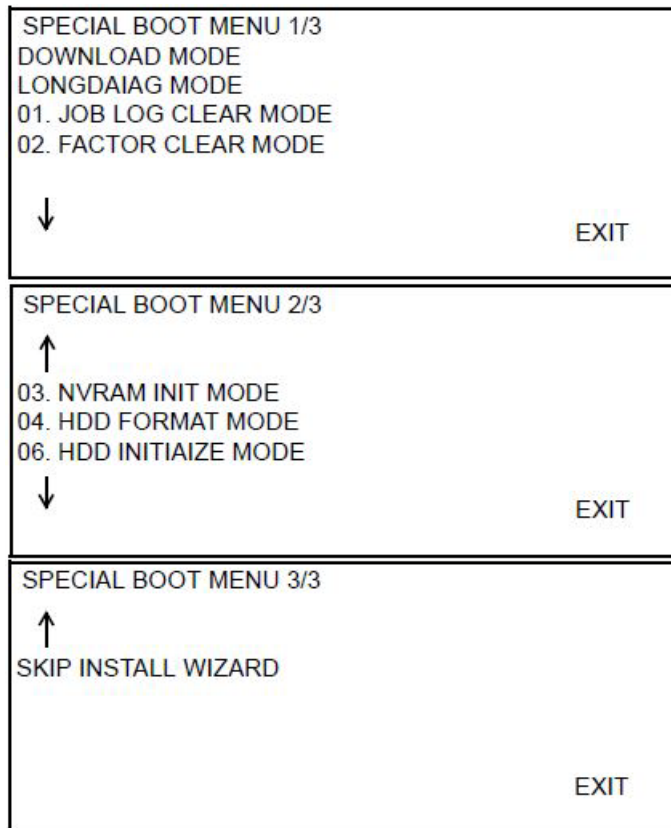 SPECIAL BOOT MENU 1/3
DOWNLOAD MODE
LONGDAIAG MODE
01. JOB LOG CLEAR MODE
02. FACTOR CLEAR MODE
↓
EXIT
SPECIAL BOOT MENU 2/3
↑
03. NVRAM INIT MODE
04. HDD FORMAT MODE
06. HDD INITIAIZE MODE
↓
EXIT
SPECIAL BOOT MENU 3/3
↑
SKIP INSTALL WIZARD
EXIT